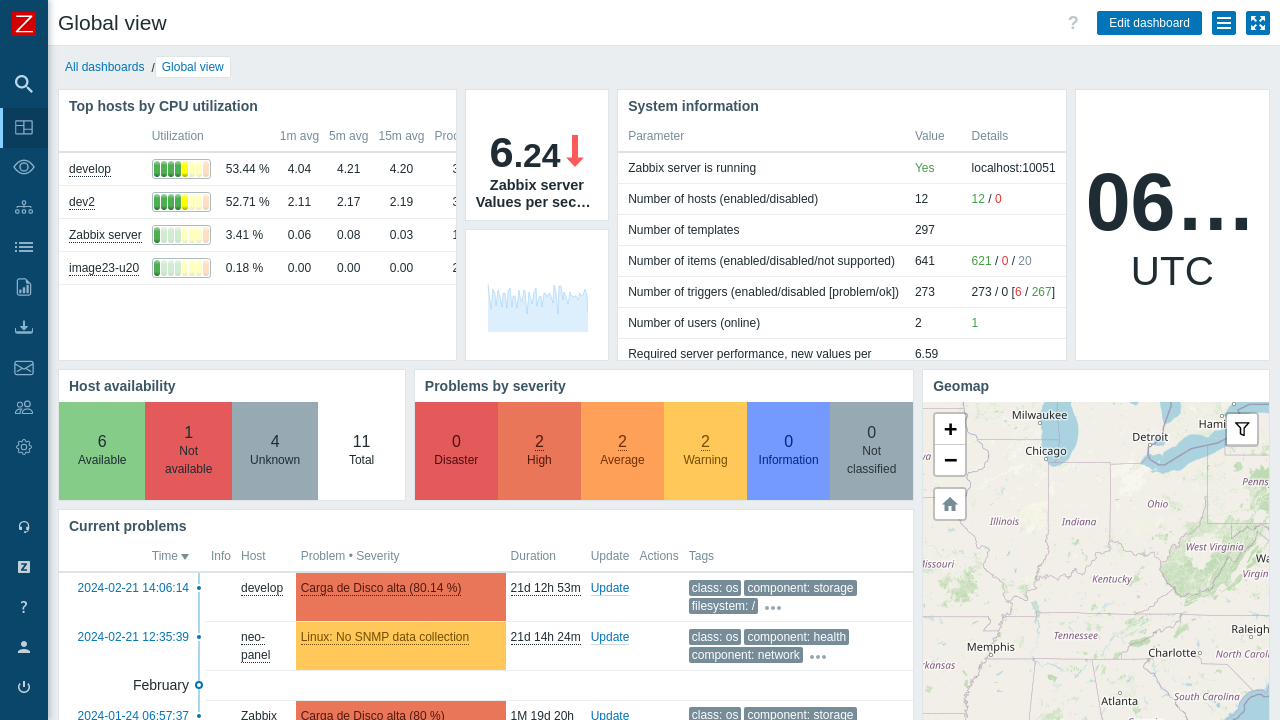 Z
Global view
?
Edit dashboard
All dashboards / Global view
Top hosts by CPU utilization
Utilization 1m avg 5m avg 15m avg
develop 53.44 % 4.04 4.21 4.20
dev2 52.71 % 2.11 2.17 2.19
Zabbix server 3.41 % 0.06 0.08 0.03
image23-u20 0.18 % 0.00 0.00 0.00
6.24
Zabbix server
Values per sec…
System information
Parameter Value Details
Zabbix server is running Yes localhost:10051
Number of hosts (enabled/disabled) 12 12 / 0
Number of templates 297
Number of items (enabled/disabled/not supported) 641 621 / 0 / 20
Number of triggers (enabled/disabled [problem/ok]) 273 273 / 0 [6 / 267]
Number of users (online) 2 1
Required server performance, new values per 6.59
06…
UTC
Host availability
6
Available
1
Not
available
4
Unknown
11
Total
Problems by severity
0
Disaster
2
High
2
Average
2
Warning
0
Information
0
Not
classified
Geomap
+
−
Milwaukee
Detroit
Chicago
Hami
Pennsy
Ohio
Illinois
Indiana
West Virginia
Wa
lissouri
Kentucky
Virgi
Tennessee
Raleigh
Memphis
Charlotte
North Caroli
rkansas
South Carolina
Atlanta
Current problems
Time Info Host Problem • Severity Duration Update Actions Tags
2024-02-21 14:06:14 develop Carga de Disco alta (80.14 %) 21d 12h 53m Update class: os component: storage
filesystem: /
2024-02-21 12:35:39 neo-panel Linux: No SNMP data collection 21d 14h 24m Update class: os component: health
component: network
February
2024-01-24 06:57:37 Zabbix Carga de Disco alta (80 %) 1M 19d 20h Update class: os component: storage